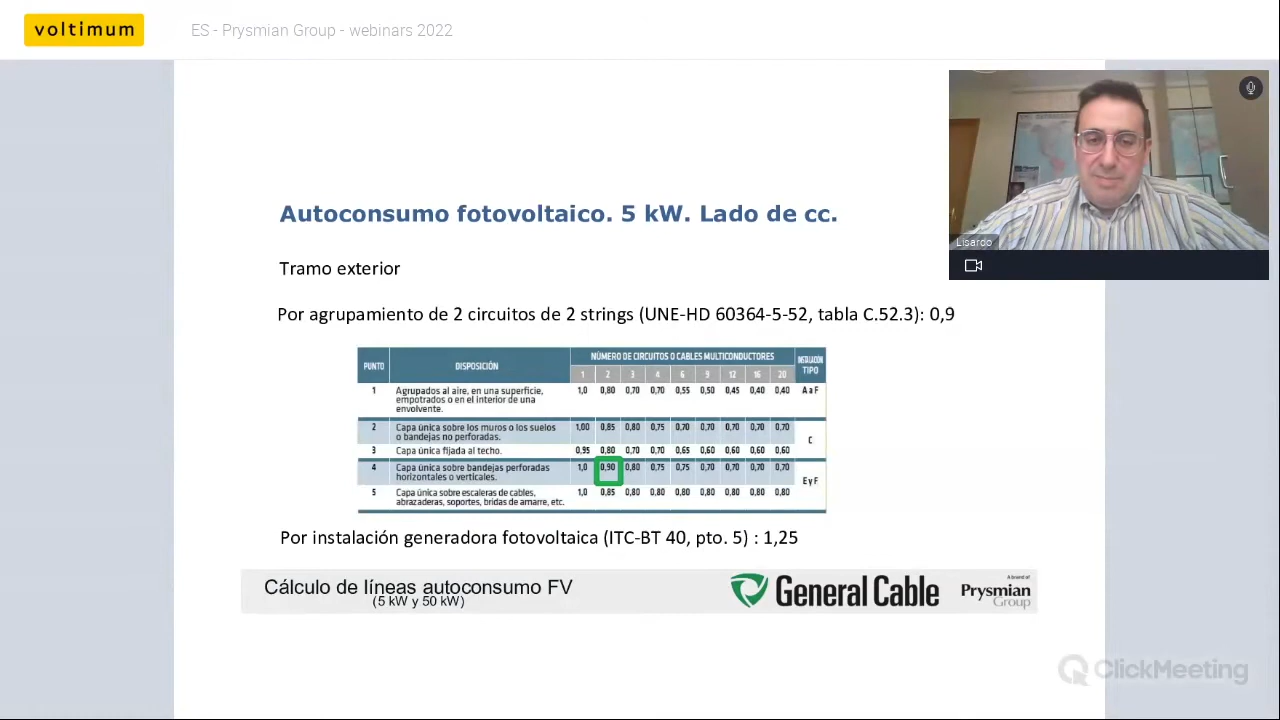 voltimum
ES - Prysmian Group - webinars 2022
Lisardo
Autoconsumo fotovoltaico. 5 kW. Lado de cc.
Tramo exterior
Por agrupamiento de 2 circuitos de 2 strings (UNE-HD 60364-5-52, tabla C.52.3): 0,9
PUNTO DISPOSICIÓN NÚMERO DE CIRCUITOS O CABLES MULTICONDUCTORES INSTALACIÓN TIPO
1 2 3 4 6 9 12 16 20
1 Agrupados al aire, en una superficie, 1,0 0,80 0,70 0,70 0,55 0,50 0,45 0,40 0,40 A a F
empotrados o en el interior de una
envolvente.
2 Capa única sobre los muros o los suelos 1,00 0,85 0,80 0,75 0,70 0,70 0,70 0,70 0,70
o bandejas no perforadas.
C
3 Capa única fijada al techo. 0,95 0,80 0,70 0,70 0,65 0,60 0,60 0,60 0,60
4 Capa única sobre bandejas perforadas 1,0 0,90 0,80 0,75 0,75 0,70 0,70 0,70 0,70
horizontales o verticales.
E y F
5 Capa única sobre escaleras de cables, 1,0 0,85 0,80 0,80 0,80 0,80 0,80 0,80 0,80
abrazaderas, soportes, bridas de amarre, etc.
Por instalación generadora fotovoltaica (ITC-BT 40, pto. 5) : 1,25
Cálculo de líneas autoconsumo FV
(5 kW y 50 kW)
General Cable
A brand of
Prysmian
Group
ClickMeeting